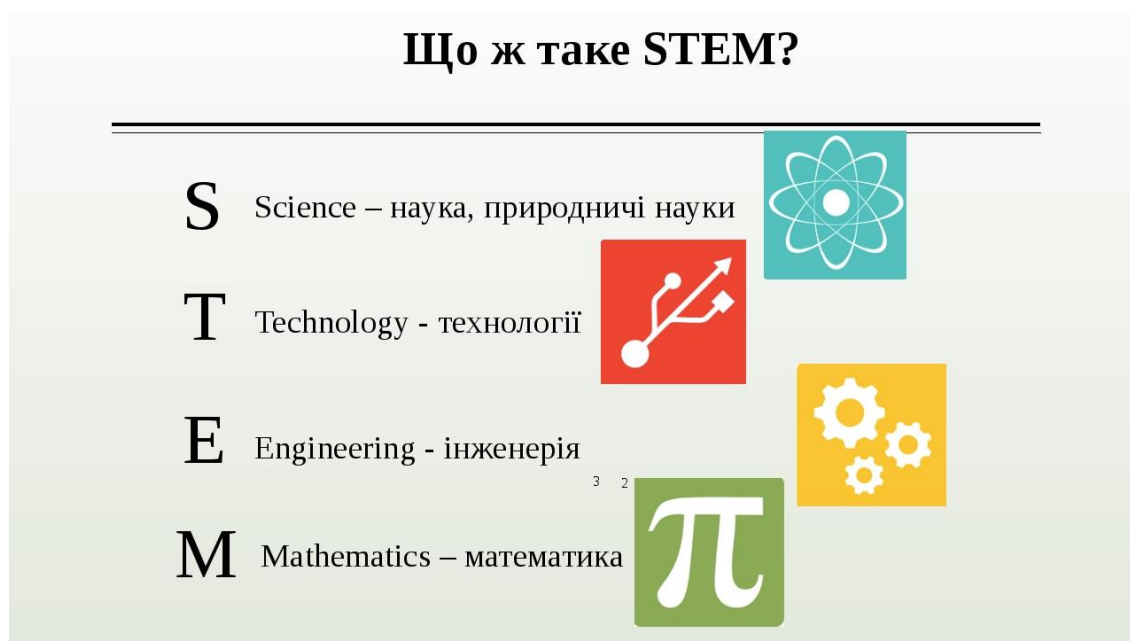 Що ж таке STEM?
S Science – наука, природничі науки
T Technology - технології
E Engineering - інженерія
3 2
M Mathematics – математика
π